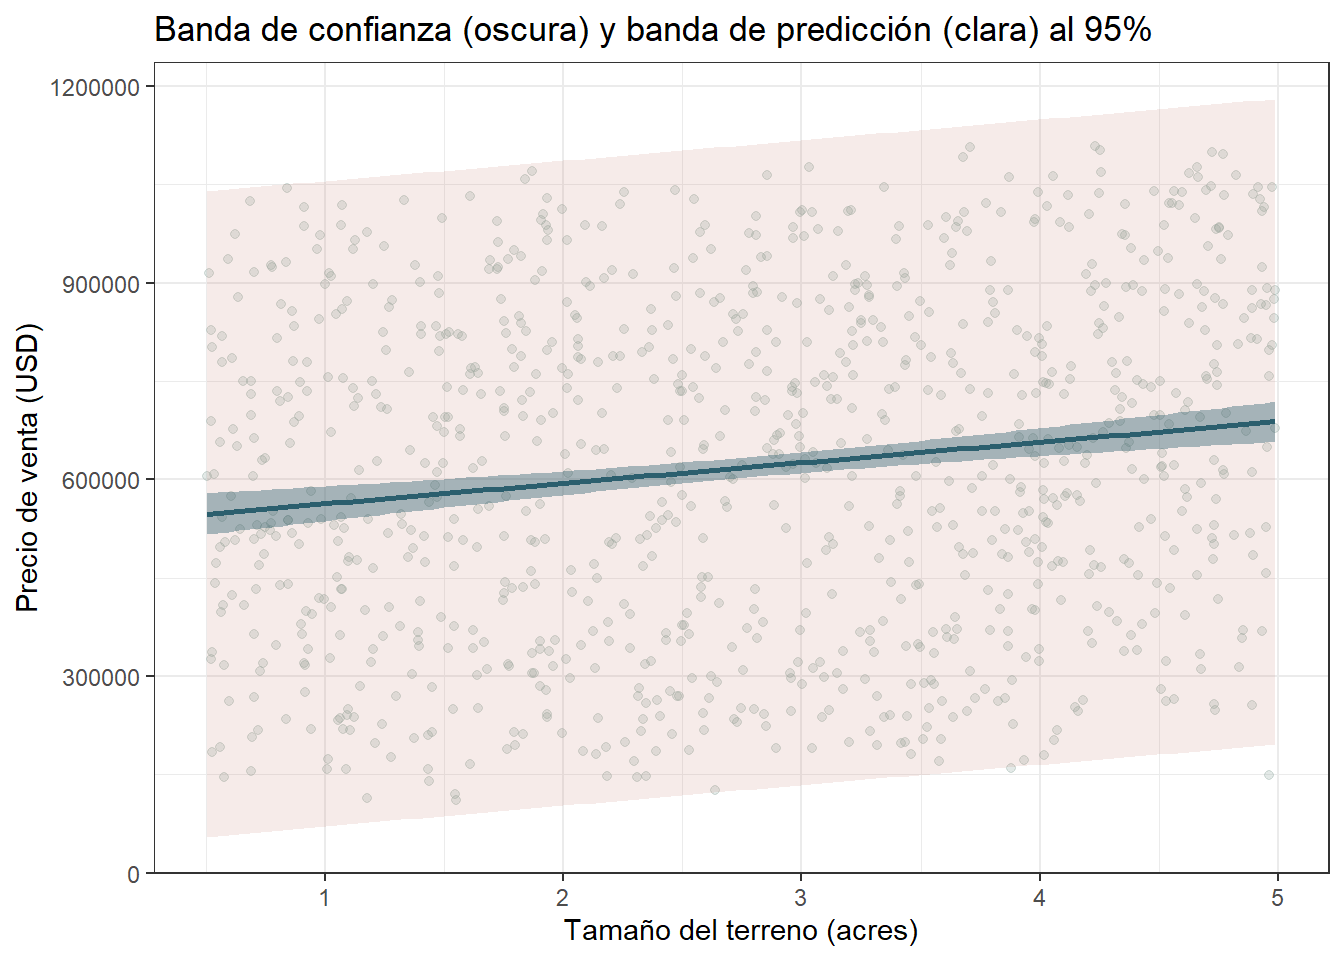 Banda de confianza (oscura) y banda de predicción (clara) al 95%
Precio de venta (USD)
1200000
900000
600000
300000
0
1 2 3 4 5
Tamaño del terreno (acres)